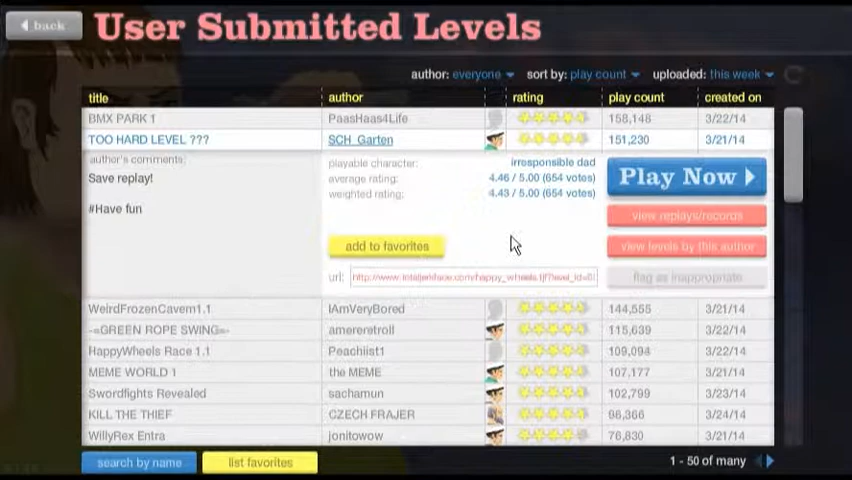 back
User Submitted Levels
author: everyone sort by: play count uploaded: this week
title author rating play count created on
BMX PARK 1 PaasHaas4Life 158,148 3/22/14
TOO HARD LEVEL ??? SCH_Garten 151,230 3/21/14
author's comments:
Save replay!
#Have fun
playable character: irresponsible dad
average rating: 4.46 / 5.00 (654 votes)
weighted rating: 4.43 / 5.00 (654 votes)
Play Now
view replays/records
add to favorites
view levels by this author
url:
flag as inappropriate
WeirdFrozenCavern1.1 IAmVeryBored 144,555 3/21/14
-=GREEN ROPE SWING=- amereretroll 115,639 3/22/14
HappyWheels Race 1.1 Peachlist1 109,094 3/22/14
MEME WORLD 1 the MEME 107,177 3/21/14
Swordfights Revealed sachamun 102,799 3/23/14
KILL THE THIEF CZECH FRAJER 96,366 3/24/14
WillyRex Entra jonitowow 76,830 3/21/14
search by name list favorites 1 - 50 of many